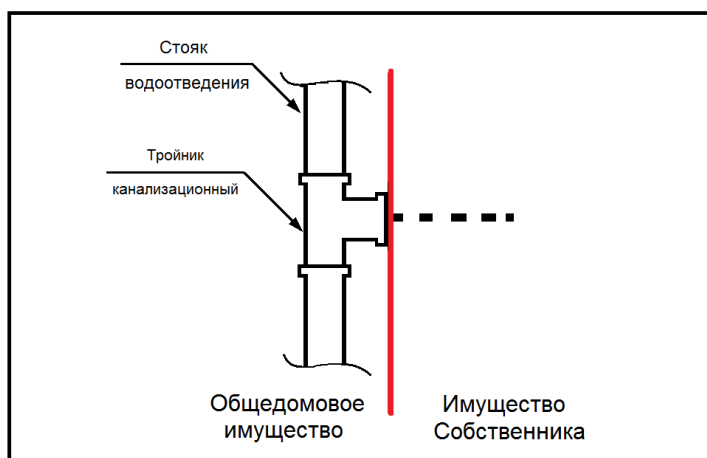 Стояк
водоотведения
Тройник
канализационный
Общедомовое
имущество
Имущество
Собственника